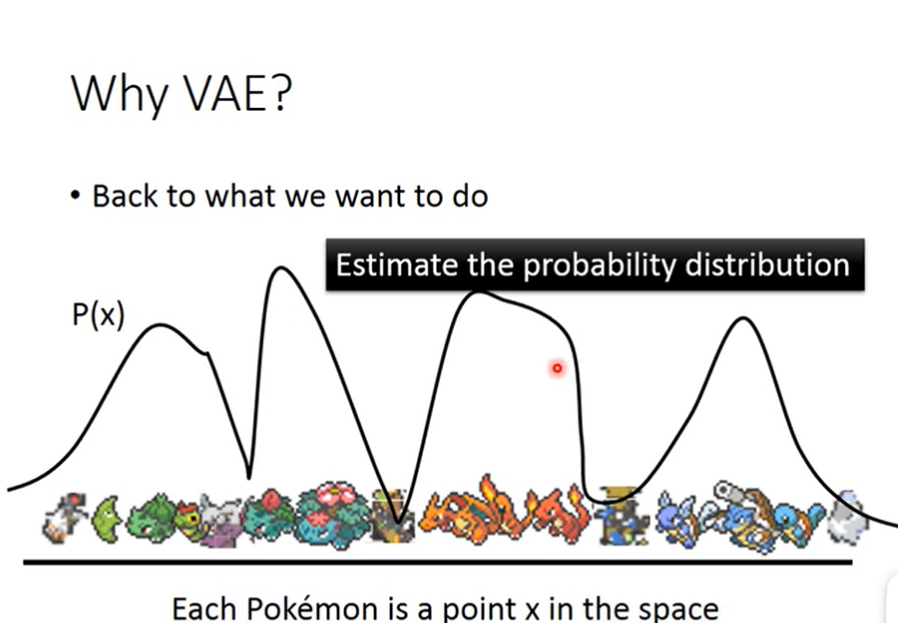 Why VAE?
• Back to what we want to do
Estimate the probability distribution
P(x)
Each Pokémon is a point x in the space